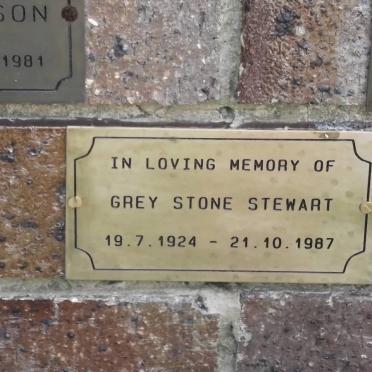 SON
1981
IN LOVING MEMORY OF
GREY STONE STEWART
19.7.1924 - 21.10.1987